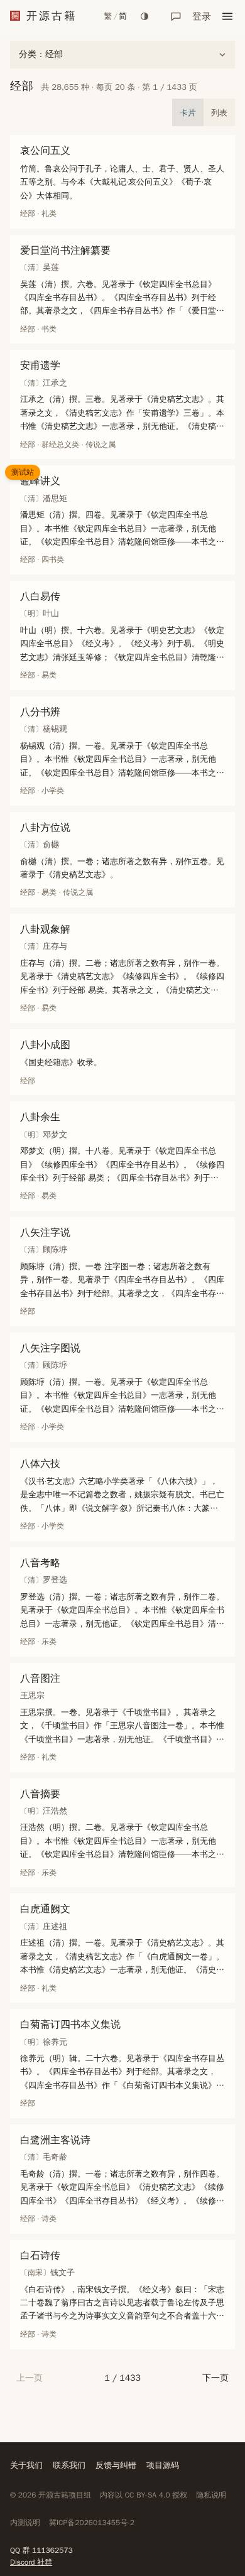 開 开源古籍 繁 / 简 登录
分类：经部
经部 共 28,655 种 · 每页 20 条 · 第 1 / 1433 页
卡片 列表
哀公问五义
竹简。鲁哀公问于孔子，论庸人、士、君子、贤人、圣人
五等之别。与今本《大戴礼记·哀公问五义》《荀子·哀
公》大体相同。
经部 · 礼类
爱日堂尚书注解纂要
〔清〕吴莲
吴莲（清）撰。六卷。见著录于《钦定四库全书总目》
《四库全书存目丛书》。《四库全书存目丛书》列于经
部。其著录之文，《四库全书存目丛书》作「《爱日堂…
经部 · 书类
安甫遗学
〔清〕江承之
江承之（清）撰。三卷。见著录于《清史稿艺文志》。其
著录之文，《清史稿艺文志》作「安甫遗学》三卷」。本
书惟《清史稿艺文志》一志著录，别无他证。《清史稿…
经部 · 群经总义类 · 传说之属
测试站
讲义
〔清〕潘思矩
潘思矩（清）撰。四卷。见著录于《钦定四库全书总
目》。本书惟《钦定四库全书总目》一志著录，别无他
证。《钦定四库全书总目》清乾隆间馆臣修——本书之…
经部 · 四书类
八白易传
〔明〕叶山
叶山（明）撰。十六卷。见著录于《明史艺文志》《钦定
四库全书总目》《经义考》。《经义考》列于易。《明史
艺文志》清张廷玉等修；《钦定四库全书总目》清乾隆…
经部 · 易类
八分书辨
〔清〕杨锡观
杨锡观（清）撰。一卷。见著录于《钦定四库全书总
目》。本书惟《钦定四库全书总目》一志著录，别无他
证。《钦定四库全书总目》清乾隆间馆臣修——本书之…
经部 · 小学类
八卦方位说
〔清〕俞樾
俞樾（清）撰。一卷；诸志所著之数有异，别作五卷。见
著录于《清史稿艺文志》。
经部 · 易类 · 传说之属
八卦观象解
〔清〕庄存与
庄存与（清）撰。二卷；诸志所著之数有异，别作一卷。
见著录于《清史稿艺文志》《续修四库全书》。《续修四
库全书》列于经部 易类。其著录之文，《清史稿艺文…
经部 · 易类
八卦小成图
《国史经籍志》收录。
经部
八卦余生
〔明〕邓梦文
邓梦文（明）撰。十八卷。见著录于《钦定四库全书总
目》《续修四库全书》《四库全书存目丛书》。《续修四
库全书》列于经部 易类；《四库全书存目丛书》列于…
经部 · 易类
八矢注字说
〔清〕顾陈垿
顾陈垿（清）撰。一卷 注字图一卷；诸志所著之数有
异，别作一卷。见著录于《四库全书存目丛书》。《四库
全书存目丛书》列于经部。其著录之文，《四库全书存…
经部
八矢注字图说
〔清〕顾陈垿
顾陈垿（清）撰。一卷。见著录于《钦定四库全书总
目》。本书惟《钦定四库全书总目》一志著录，别无他
证。《钦定四库全书总目》清乾隆间馆臣修——本书之…
经部 · 小学类
八体六技
《汉书·艺文志》六艺略小学类著录「《八体六技》」，
是全志中唯一不记篇卷之数者，姚振宗疑有脱文。书已亡
佚。「八体」即《说文解字·叙》所记秦书八体：大篆…
经部 · 小学类
八音考略
〔清〕罗登选
罗登选（清）撰。一卷；诸志所著之数有异，别作二卷。
见著录于《钦定四库全书总目》。本书惟《钦定四库全书
总目》一志著录，别无他证。《钦定四库全书总目》清…
经部 · 乐类
八音图注
王思宗
王思宗撰。一卷。见著录于《千顷堂书目》。其著录之
文，《千顷堂书目》作「王思宗八音图注一卷」。本书惟
《千顷堂书目》一志著录，别无他证。《千顷堂书目》…
经部 · 礼类
八音摘要
〔明〕汪浩然
汪浩然（明）撰。二卷。见著录于《钦定四库全书总
目》。本书惟《钦定四库全书总目》一志著录，别无他
证。《钦定四库全书总目》清乾隆间馆臣修——本书之…
经部 · 乐类
白虎通阙文
〔清〕庄述祖
庄述祖（清）撰。一卷。见著录于《清史稿艺文志》。其
著录之文，《清史稿艺文志》作「《白虎通阙文一卷」。
本书惟《清史稿艺文志》一志著录，别无他证。《清史…
经部 · 礼类
白菊斋订四书本义集说
〔明〕徐养元
徐养元（明）辑。二十六卷。见著录于《四库全书存目丛
书》。《四库全书存目丛书》列于经部。其著录之文，
《四库全书存目丛书》作「《白菊斋订四书本义集说》…
经部
白鹭洲主客说诗
〔清〕毛奇龄
毛奇龄（清）撰。一卷；诸志所著之数有异，别作四卷。
见著录于《钦定四库全书总目》《清史稿艺文志》《续修
四库全书》《四库全书存目丛书》《经义考》。《续修…
经部 · 诗类
白石诗传
〔南宋〕钱文子
《白石诗传》，南宋钱文子撰。《经义考》叙曰：「宋志
二十卷魏了翁序曰古之言诗以见志者载于鲁论左传及子思
孟子诸书与今之为诗事实文义音韵章句之不合者盖十六…
经部 · 诗类
上一页 1 / 1433 下一页
关于我们 联系我们 反馈与纠错 项目源码
© 2026 开源古籍项目组 内容以 CC BY-SA 4.0 授权 隐私说明
内测说明 冀ICP备2026013455号-2
QQ 群 111362573
Discord 社群